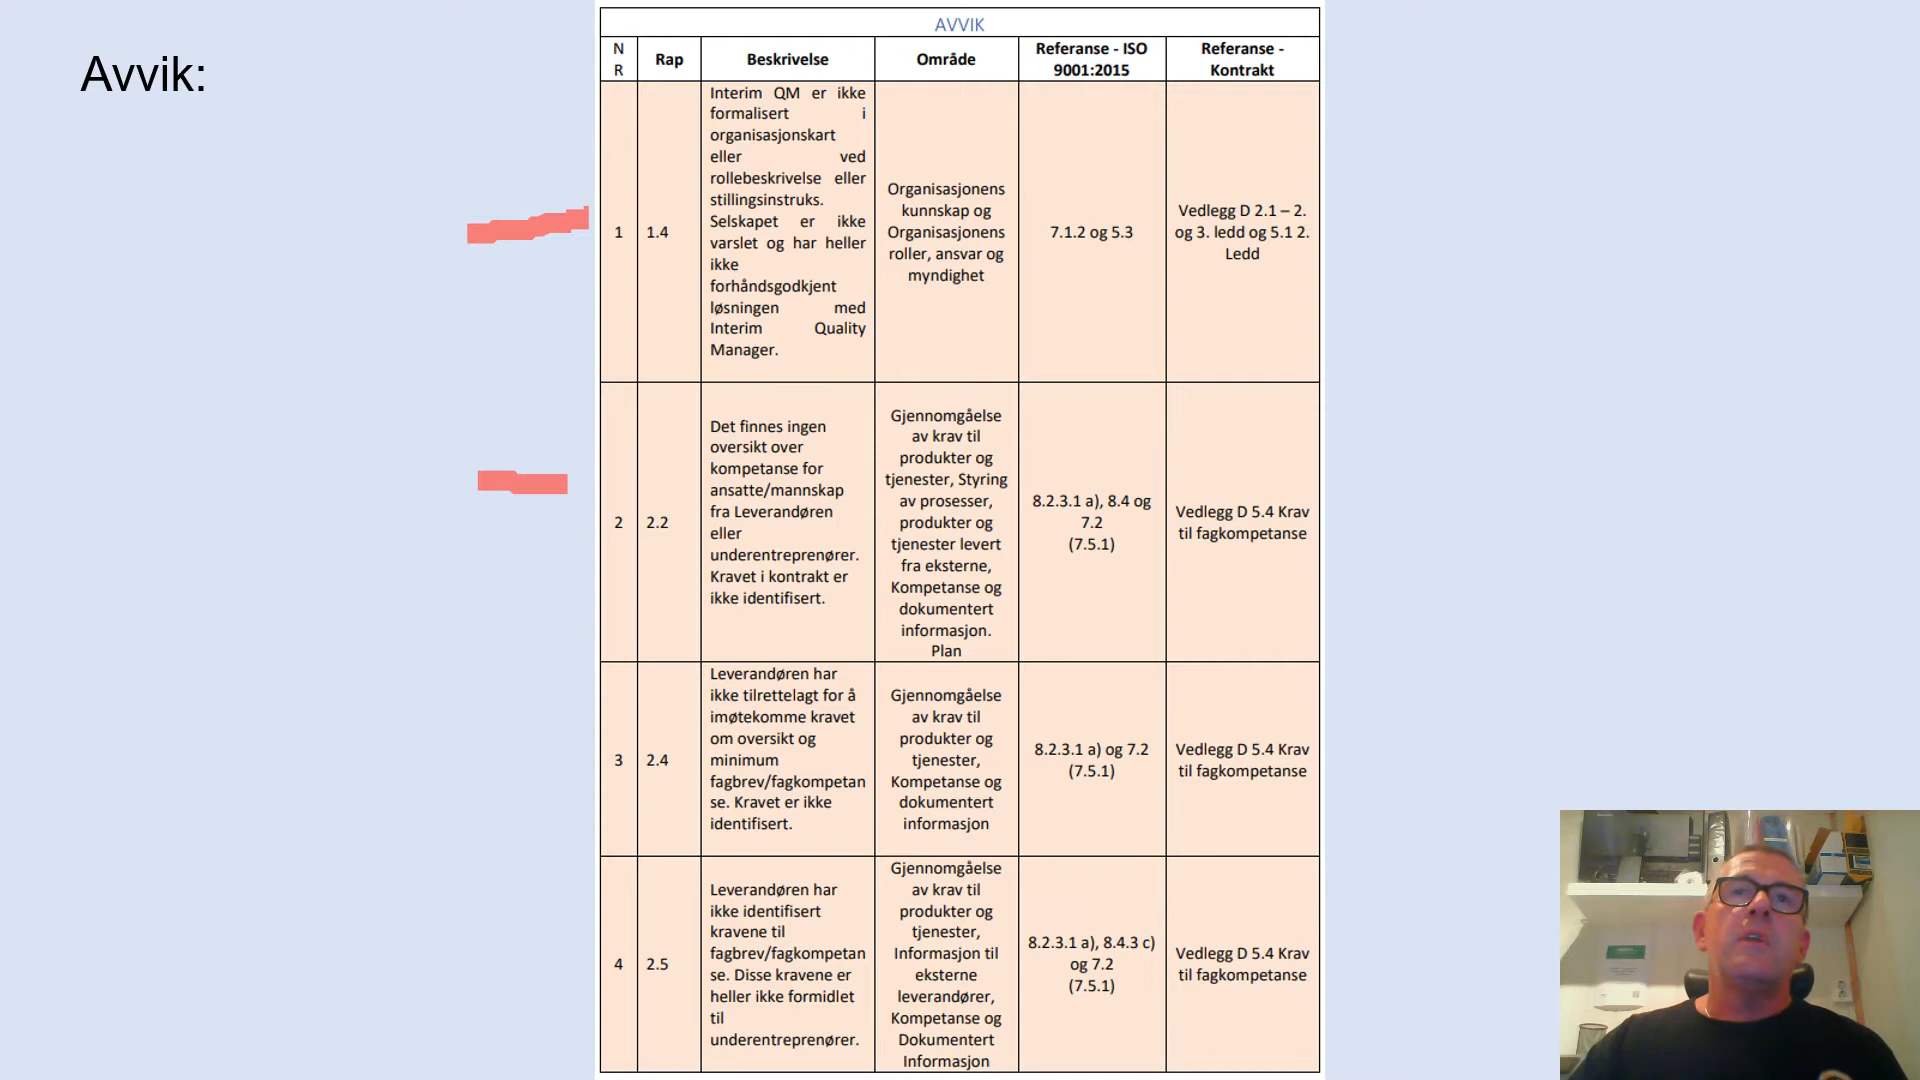 Avvik:
AVVIK
N
R
Rap
Beskrivelse
Område
Referanse - ISO
9001:2015
Referanse -
Kontrakt
1
1.4
Interim QM er ikke
formalisert i
organisasjonskart
eller ved
rollebeskrivelse eller
stillingsinstruks.
Selskapet er ikke
varslet og har heller
ikke
forhåndsgodkjent
løsningen med
Interim Quality
Manager.
Organisasjonens
kunnskap og
Organisasjonens
roller, ansvar og
myndighet
7.1.2 og 5.3
Vedlegg D 2.1 – 2.
og 3. ledd og 5.1 2.
Ledd
2
2.2
Det finnes ingen
oversikt over
kompetanse for
ansatte/mannskap
fra Leverandøren
eller
underentreprenører.
Kravet i kontrakt er
ikke identifisert.
Gjennomgåelse
av krav til
produkter og
tjenester, Styring
av prosesser,
produkter og
tjenester levert
fra eksterne,
Kompetanse og
dokumentert
informasjon.
Plan
8.2.3.1 a), 8.4 og
7.2
(7.5.1)
Vedlegg D 5.4 Krav
til fagkompetanse
3
2.4
Leverandøren har
ikke tilrettelagt for å
imøtekomme kravet
om oversikt og
minimum
fagbrev/fagkompetan
se. Kravet er ikke
identifisert.
Gjennomgåelse
av krav til
produkter og
tjenester,
Kompetanse og
dokumentert
informasjon
8.2.3.1 a) og 7.2
(7.5.1)
Vedlegg D 5.4 Krav
til fagkompetanse
4
2.5
Leverandøren har
ikke identifisert
kravene til
fagbrev/fagkompetan
se. Disse kravene er
heller ikke formidlet
til
underentreprenører.
Gjennomgåelse
av krav til
produkter og
tjenester,
Informasjon til
eksterne
leverandører,
Kompetanse og
Dokumentert
Informasjon
8.2.3.1 a), 8.4.3 c)
og 7.2
(7.5.1)
Vedlegg D 5.4 Krav
til fagkompetanse